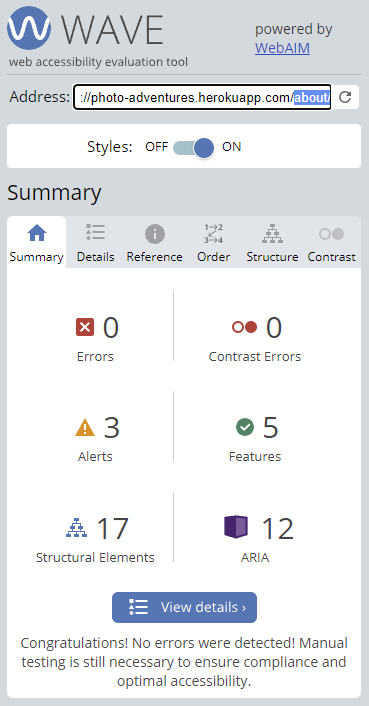 WAVE
powered by
WebAIM
web accessibility evaluation tool
Address: ://photo-adventures.herokuapp.com/about/
Styles: OFF ON
Summary
Summary Details Reference Order Structure Contrast
0 0
Errors Contrast Errors
3 5
Alerts Features
17 12
Structural Elements ARIA
View details ›
Congratulations! No errors were detected! Manual
testing is still necessary to ensure compliance and
optimal accessibility.